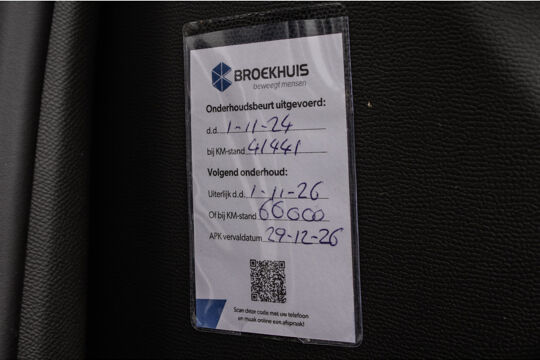 BROEKHUIS
beweegt mensen
Onderhoudsbeurt uitgevoerd:
d.d. 1-11-24
bij KM-stand 41441
Volgend onderhoud:
Uiterlijk d.d. 1-11-26
Of bij KM-stand 66000
APK vervaldatum 29-12-26
Scan deze code met uw telefoon
en maak online een afspraak!